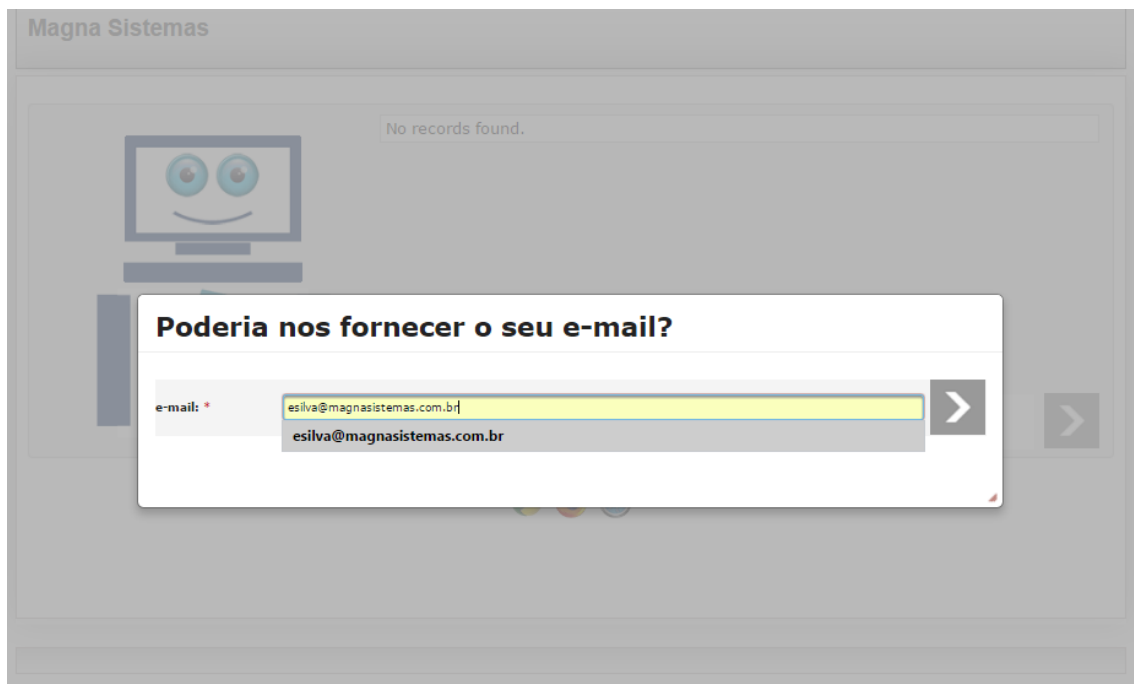 Magna Sistemas
No records found.
Poderia nos fornecer o seu e-mail?
e-mail: * esilva@magnasistemas.com.br
esilva@magnasistemas.com.br